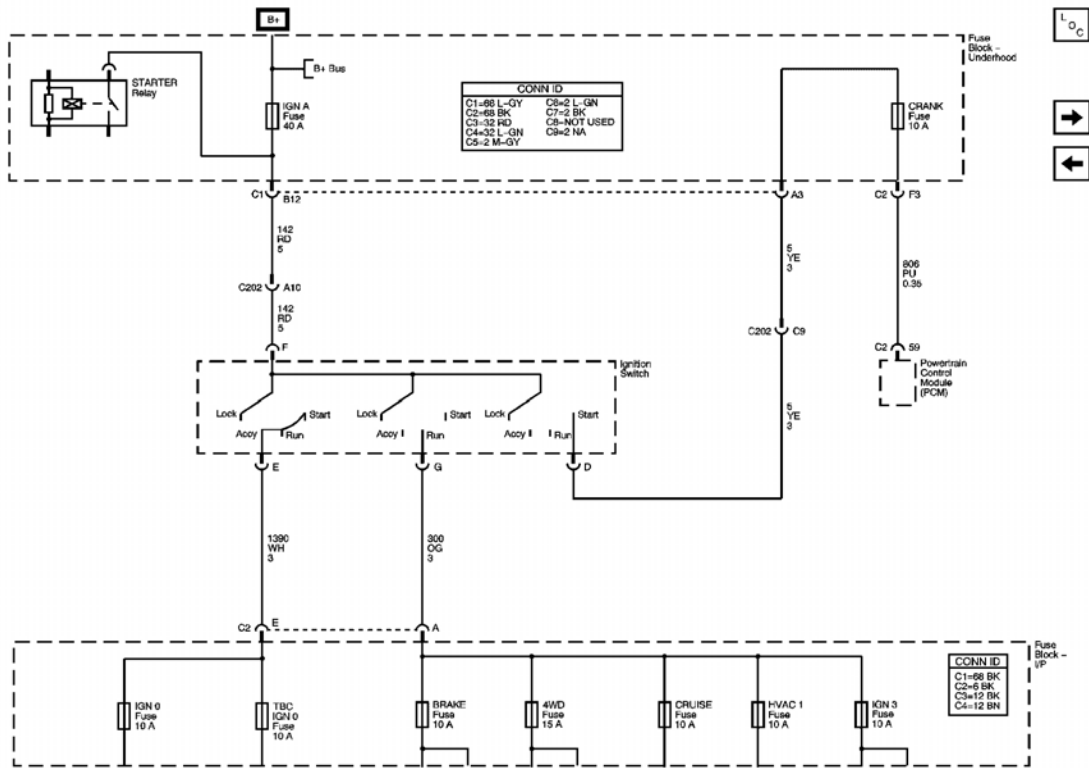 B+
L
O
C
Fuse
Block –
Underhood
B+ Bus
STARTER
Relay
IGN A
Fuse
40 A
CONN ID
C1=68 L-GY C6=2 L-GN
C2=68 BK C7=2 BK
C3=32 RD C8=NOT USED
C4=32 L-GN C9=2 NA
C5=2 M-GY
CRANK
Fuse
10 A
C1 B12
A3
C2 F3
142
RD
5
5
YE
3
806
PU
0.35
C202 A10
142
RD
5
C202 C9
F
C2 59
Powertrain
Control
Module
(PCM)
Ignition
Switch
5
YE
3
Lock Start Lock Start Lock Start
Accy Run Accy Run Accy Run
E G D
1390
WH
3
300
OG
3
C2 E A
Fuse
Block –
I/P
CONN ID
C1=68 BK
C2=6 BK
C3=12 BK
C4=12 BN
IGN 0
Fuse
10 A
TBC
IGN 0
Fuse
10 A
BRAKE
Fuse
10 A
4WD
Fuse
15 A
CRUISE
Fuse
10 A
HVAC 1
Fuse
10 A
IGN 3
Fuse
10 A